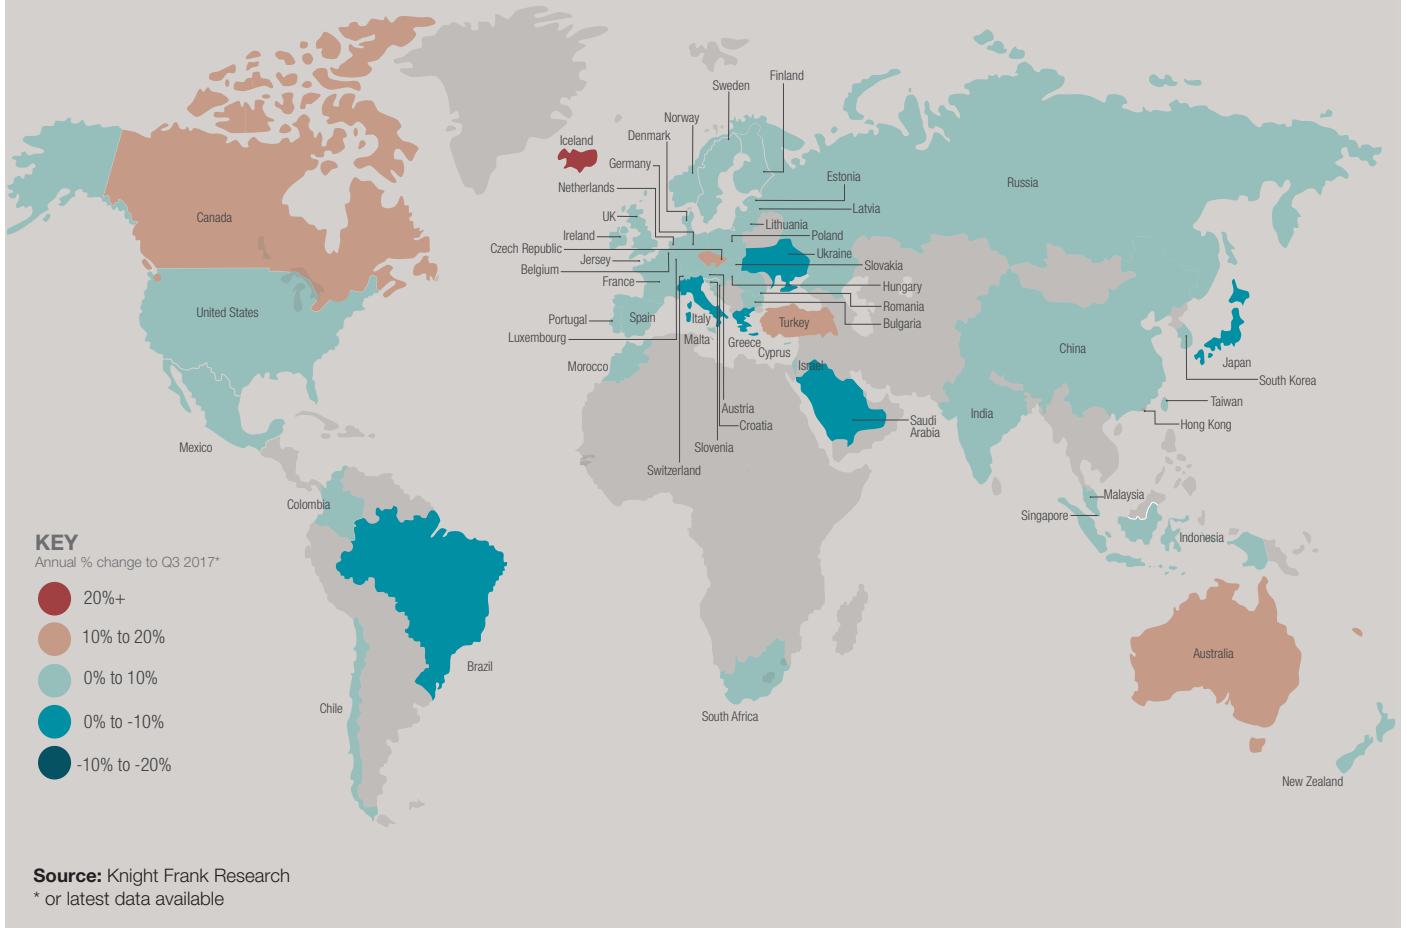 Finland
Sweden
Norway
Denmark
Iceland
Germany
Estonia
Russia
Netherlands
Latvia
Canada
UK
Lithuania
Ireland
Poland
Czech Republic
Ukraine
Jersey
Slovakia
Belgium
France
Hungary
Romania
United States
Spain
Portugal
Italy
Turkey
Bulgaria
Luxembourg
Malta
Greece
Cyprus
China
Morocco
Israel
Japan
South Korea
Taiwan
Austria
India
Saudi
Arabia
Croatia
Hong Kong
Mexico
Slovenia
Switzerland
Malaysia
Colombia
Singapore
Indonesia
KEY
Annual % change to Q3 2017*
20%+
10% to 20%
0% to 10%
0% to -10%
-10% to -20%
Australia
Brazil
Chile
South Africa
New Zealand
Source: Knight Frank Research
* or latest data available